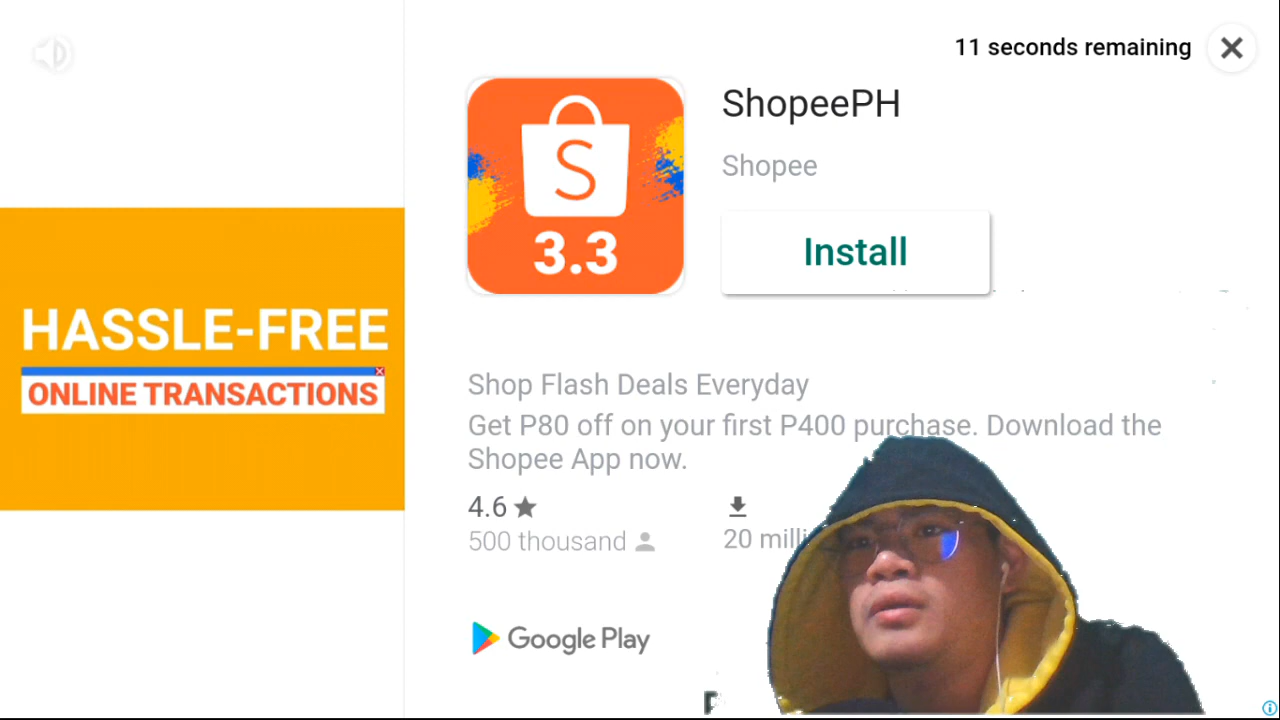 11 seconds remaining
ShopeePH
Shopee
Install
S
3.3
HASSLE-FREE
ONLINE TRANSACTIONS
Shop Flash Deals Everyday
Get P80 off on your first P400 purchase. Download the
Shopee App now.
4.6
500 thousand
20
Google Play